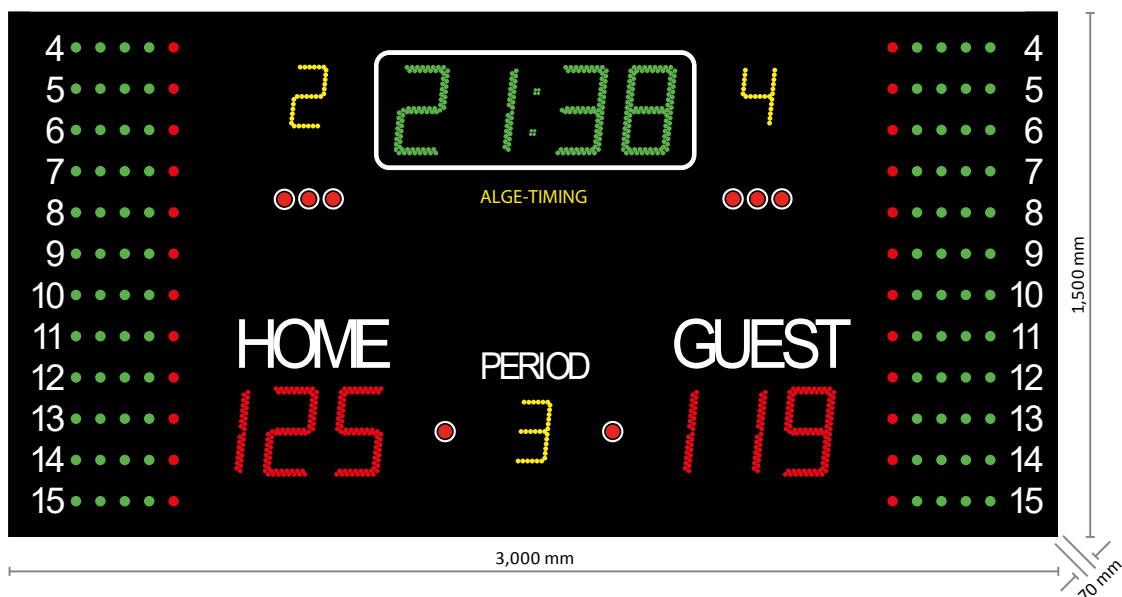 4 4
2 21:38 4
5 5
6 6
7 7
ALGE-TIMING
8 8
9 9
10 10
11 11
HOME GUEST
PERIOD
12 12
125 3 119
13 13
14 14
15 15
1,500 mm
3,000 mm
70 mm